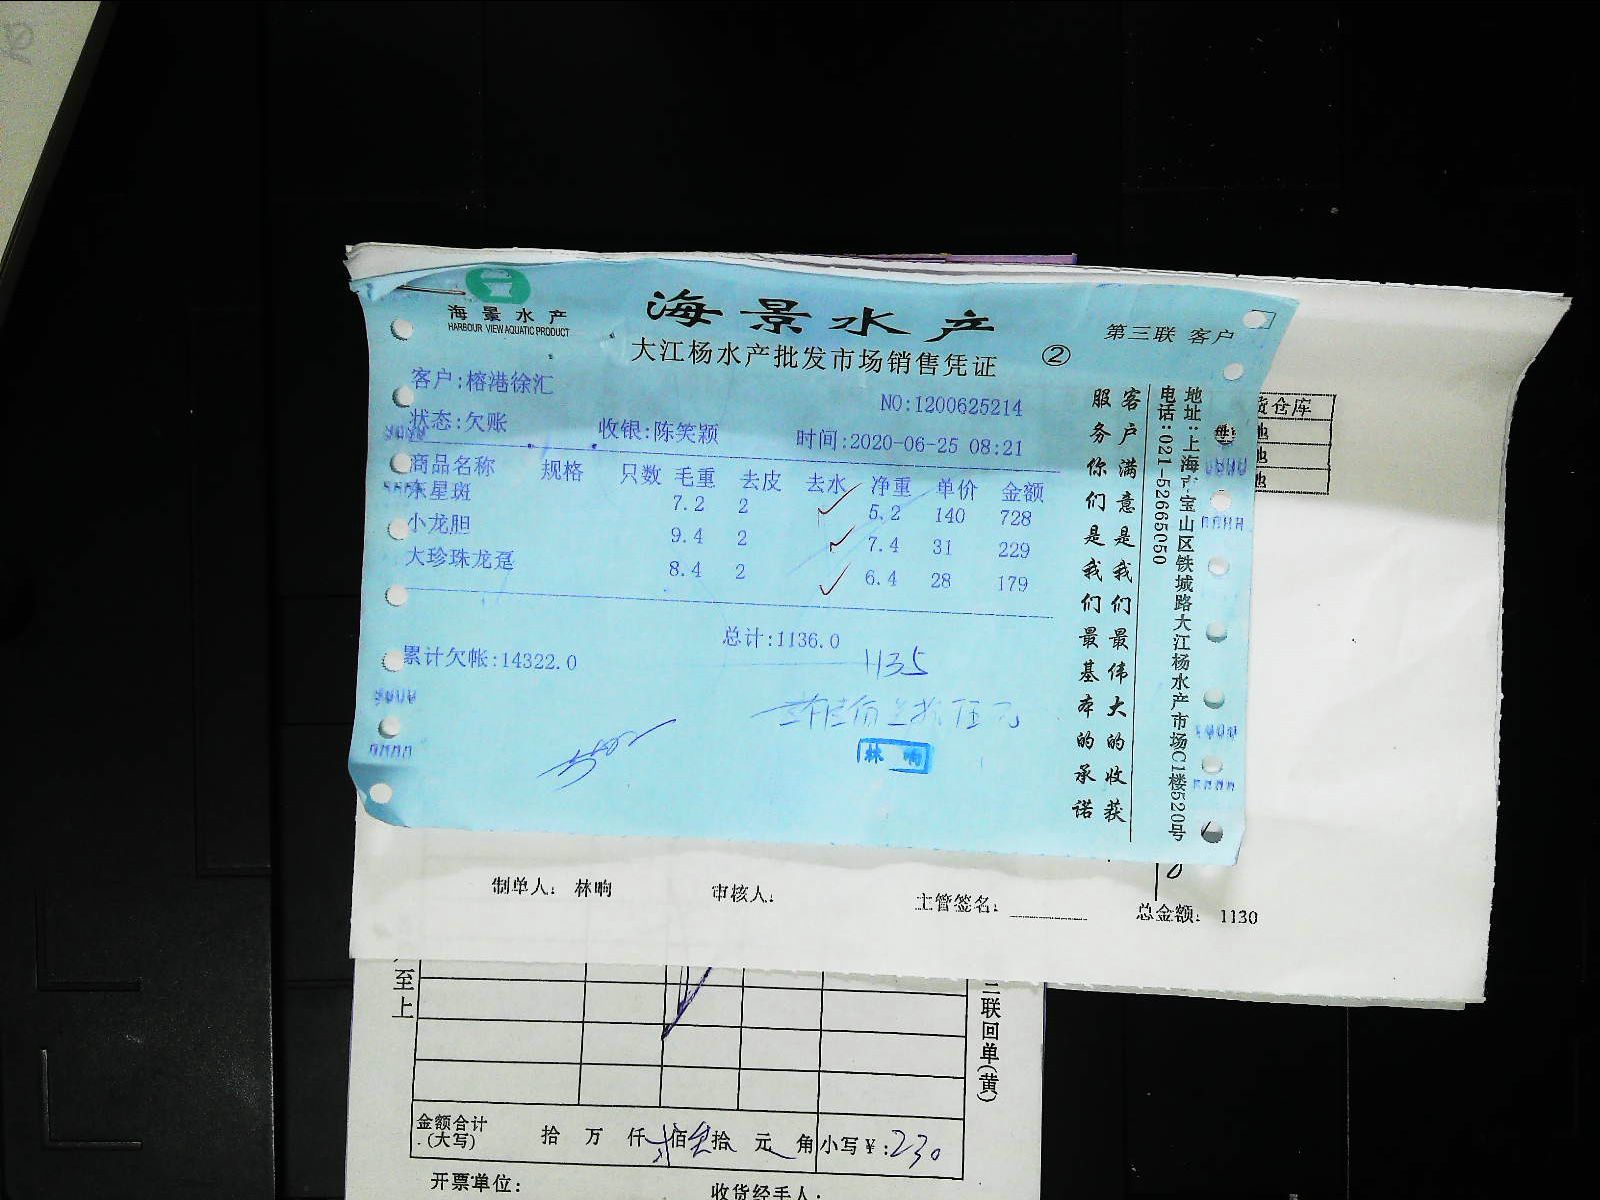 海景水产
HARBOUR VIEW AQUATIC PRODUCT
海景水产
大江杨水产批发市场销售凭证
②
第三联 客户
客户:榕港徐汇
NO:1200625214
状态:欠账 收银:陈笑颖 时间:2020-06-25 08:21
商品名称 规格 只数 毛重 去皮 去水 净重 单价 金额
东星斑 7.2 2 5.2 140 728
小龙胆 9.4 2 7.4 31 229
大珍珠龙趸 8.4 2 6.4 28 179
总计:1136.0
累计欠帐:14322.0
1135
林晌
客户满意是我们最伟大的收获
服务你们是我们最基本的承诺
地址:上海市宝山区铁城路大江杨水产市场C1楼520号
电话:021-52665050
货仓库
地
地
地
制单人: 林晌 审核人: 主管签名: 总金额: 1130
至上
二联回单(黄)
金额合计
(大写) 拾 万 仟 佰 拾 元 角 小写¥:230
开票单位: 收货经手人: